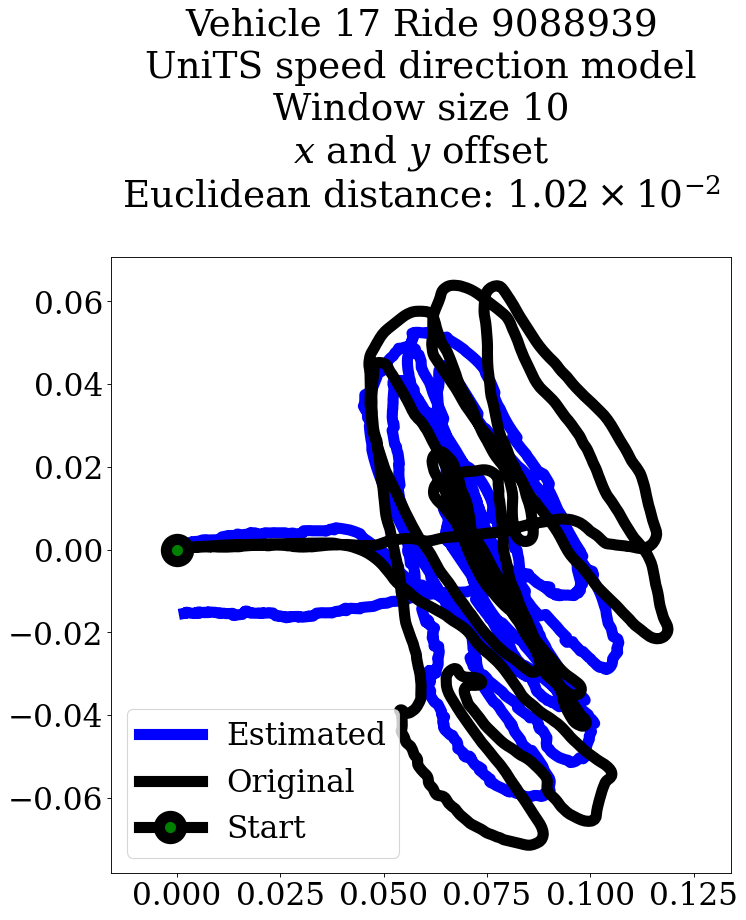 Vehicle 17 Ride 9088939
UniTS speed direction model
Window size 10
x and y offset
Euclidean distance: 1.02 × 10⁻²
0.06
0.04
0.02
0.00
−0.02
−0.04
−0.06
Estimated
Original
Start
0.000 0.025 0.050 0.075 0.100 0.125